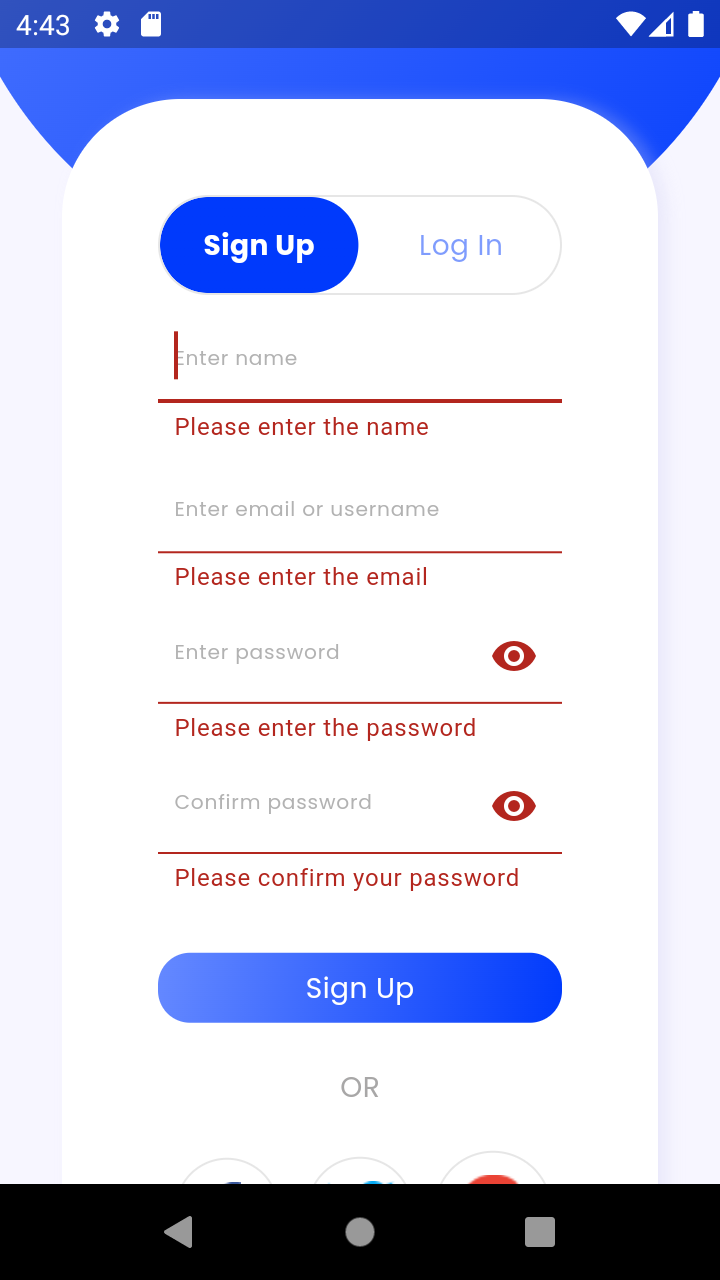 4:43
Sign Up
Log In
Enter name
Please enter the name
Enter email or username
Please enter the email
Enter password
Please enter the password
Confirm password
Please confirm your password
Sign Up
OR